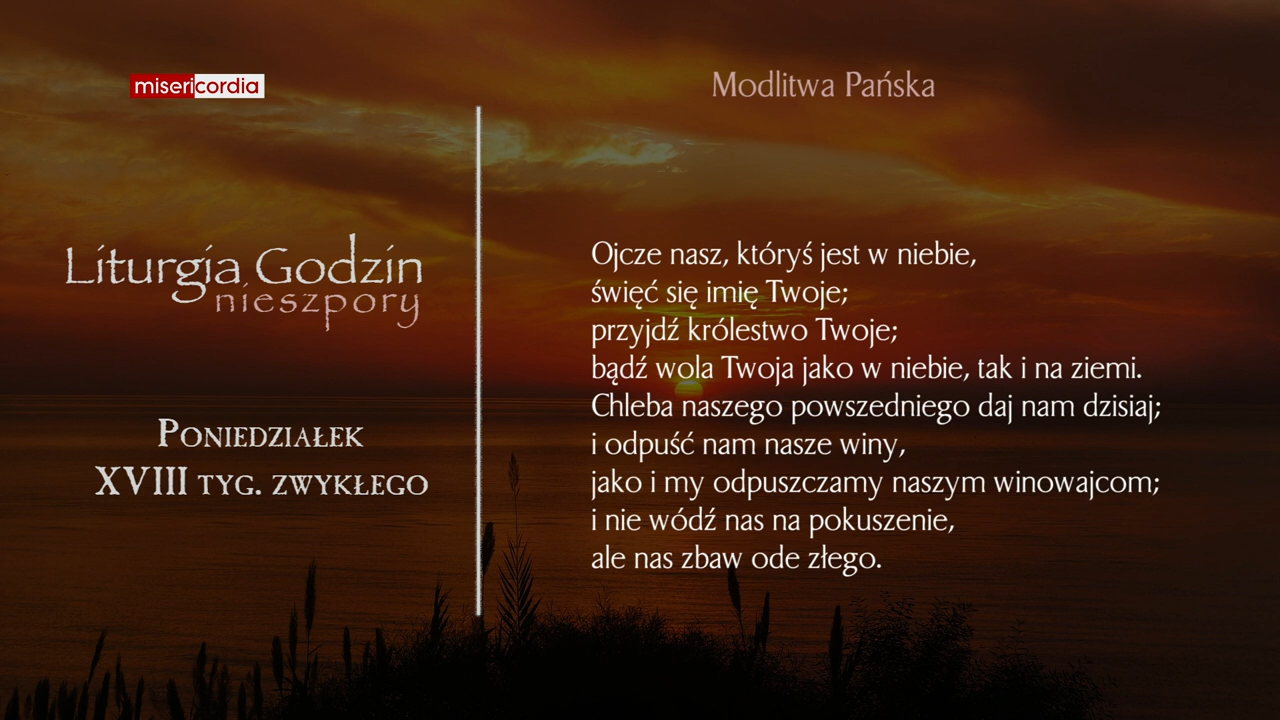 misericordia
Liturgia Godzin
nieszpory
Poniedziałek
XVIII tyg. zwykłego
Modlitwa Pańska
Ojcze nasz, któryś jest w niebie,
święć się imię Twoje;
przyjdź królestwo Twoje;
bądź wola Twoja jako w niebie, tak i na ziemi.
Chleba naszego powszedniego daj nam dzisiaj;
i odpuść nam nasze winy,
jako i my odpuszczamy naszym winowajcom;
i nie wódź nas na pokuszenie,
ale nas zbaw ode złego.